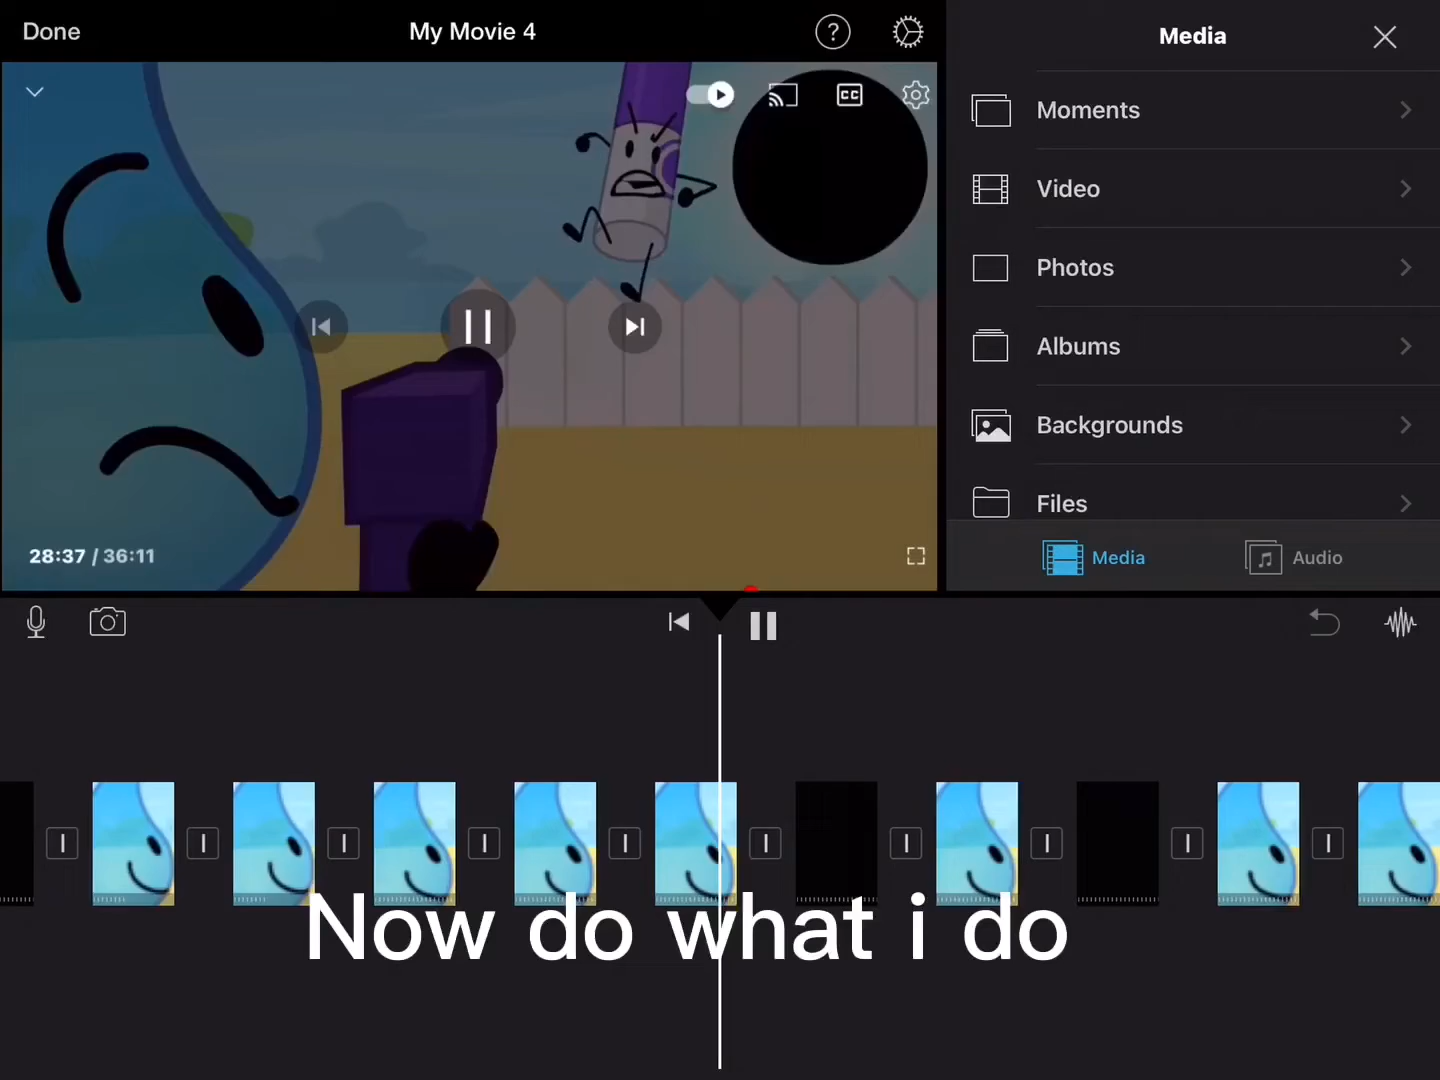 Done
My Movie 4
Media
Moments
Video
Photos
Albums
Backgrounds
Files
Media
Audio
CC
28:37 / 36:11
Now do what i do